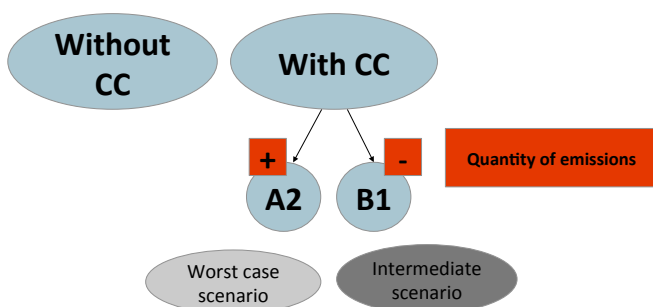 Without
CC
With CC
+
-
Quantity of emissions
A2
B1
Worst case
scenario
Intermediate
scenario